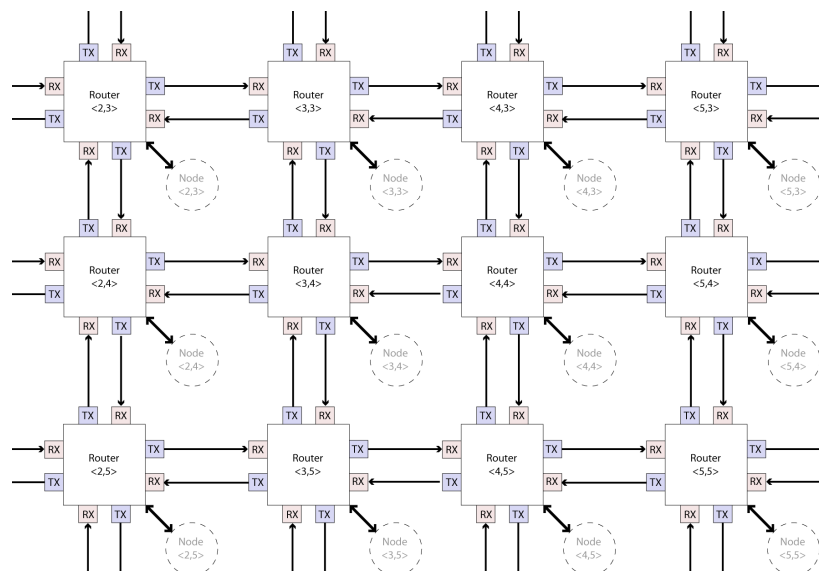 TX RX TX RX TX RX TX RX
RX Router <2,3> TX RX Router <3,3> TX RX Router <4,3> TX RX Router <5,3> TX
TX RX TX RX TX RX TX RX
RX TX RX TX RX TX RX TX
Node Node Node Node
<2,3> <3,3> <4,3> <5,3>
TX RX TX RX TX RX TX RX
RX Router <2,4> TX RX Router <3,4> TX RX Router <4,4> TX RX Router <5,4> TX
TX RX TX RX TX RX TX RX
RX TX RX TX RX TX RX TX
Node Node Node Node
<2,4> <3,4> <4,4> <5,4>
TX RX TX RX TX RX TX RX
RX Router <2,5> TX RX Router <3,5> TX RX Router <4,5> TX RX Router <5,5> TX
TX RX TX RX TX RX TX RX
RX TX RX TX RX TX RX TX
Node Node Node Node
<2,5> <3,5> <4,5> <5,5>